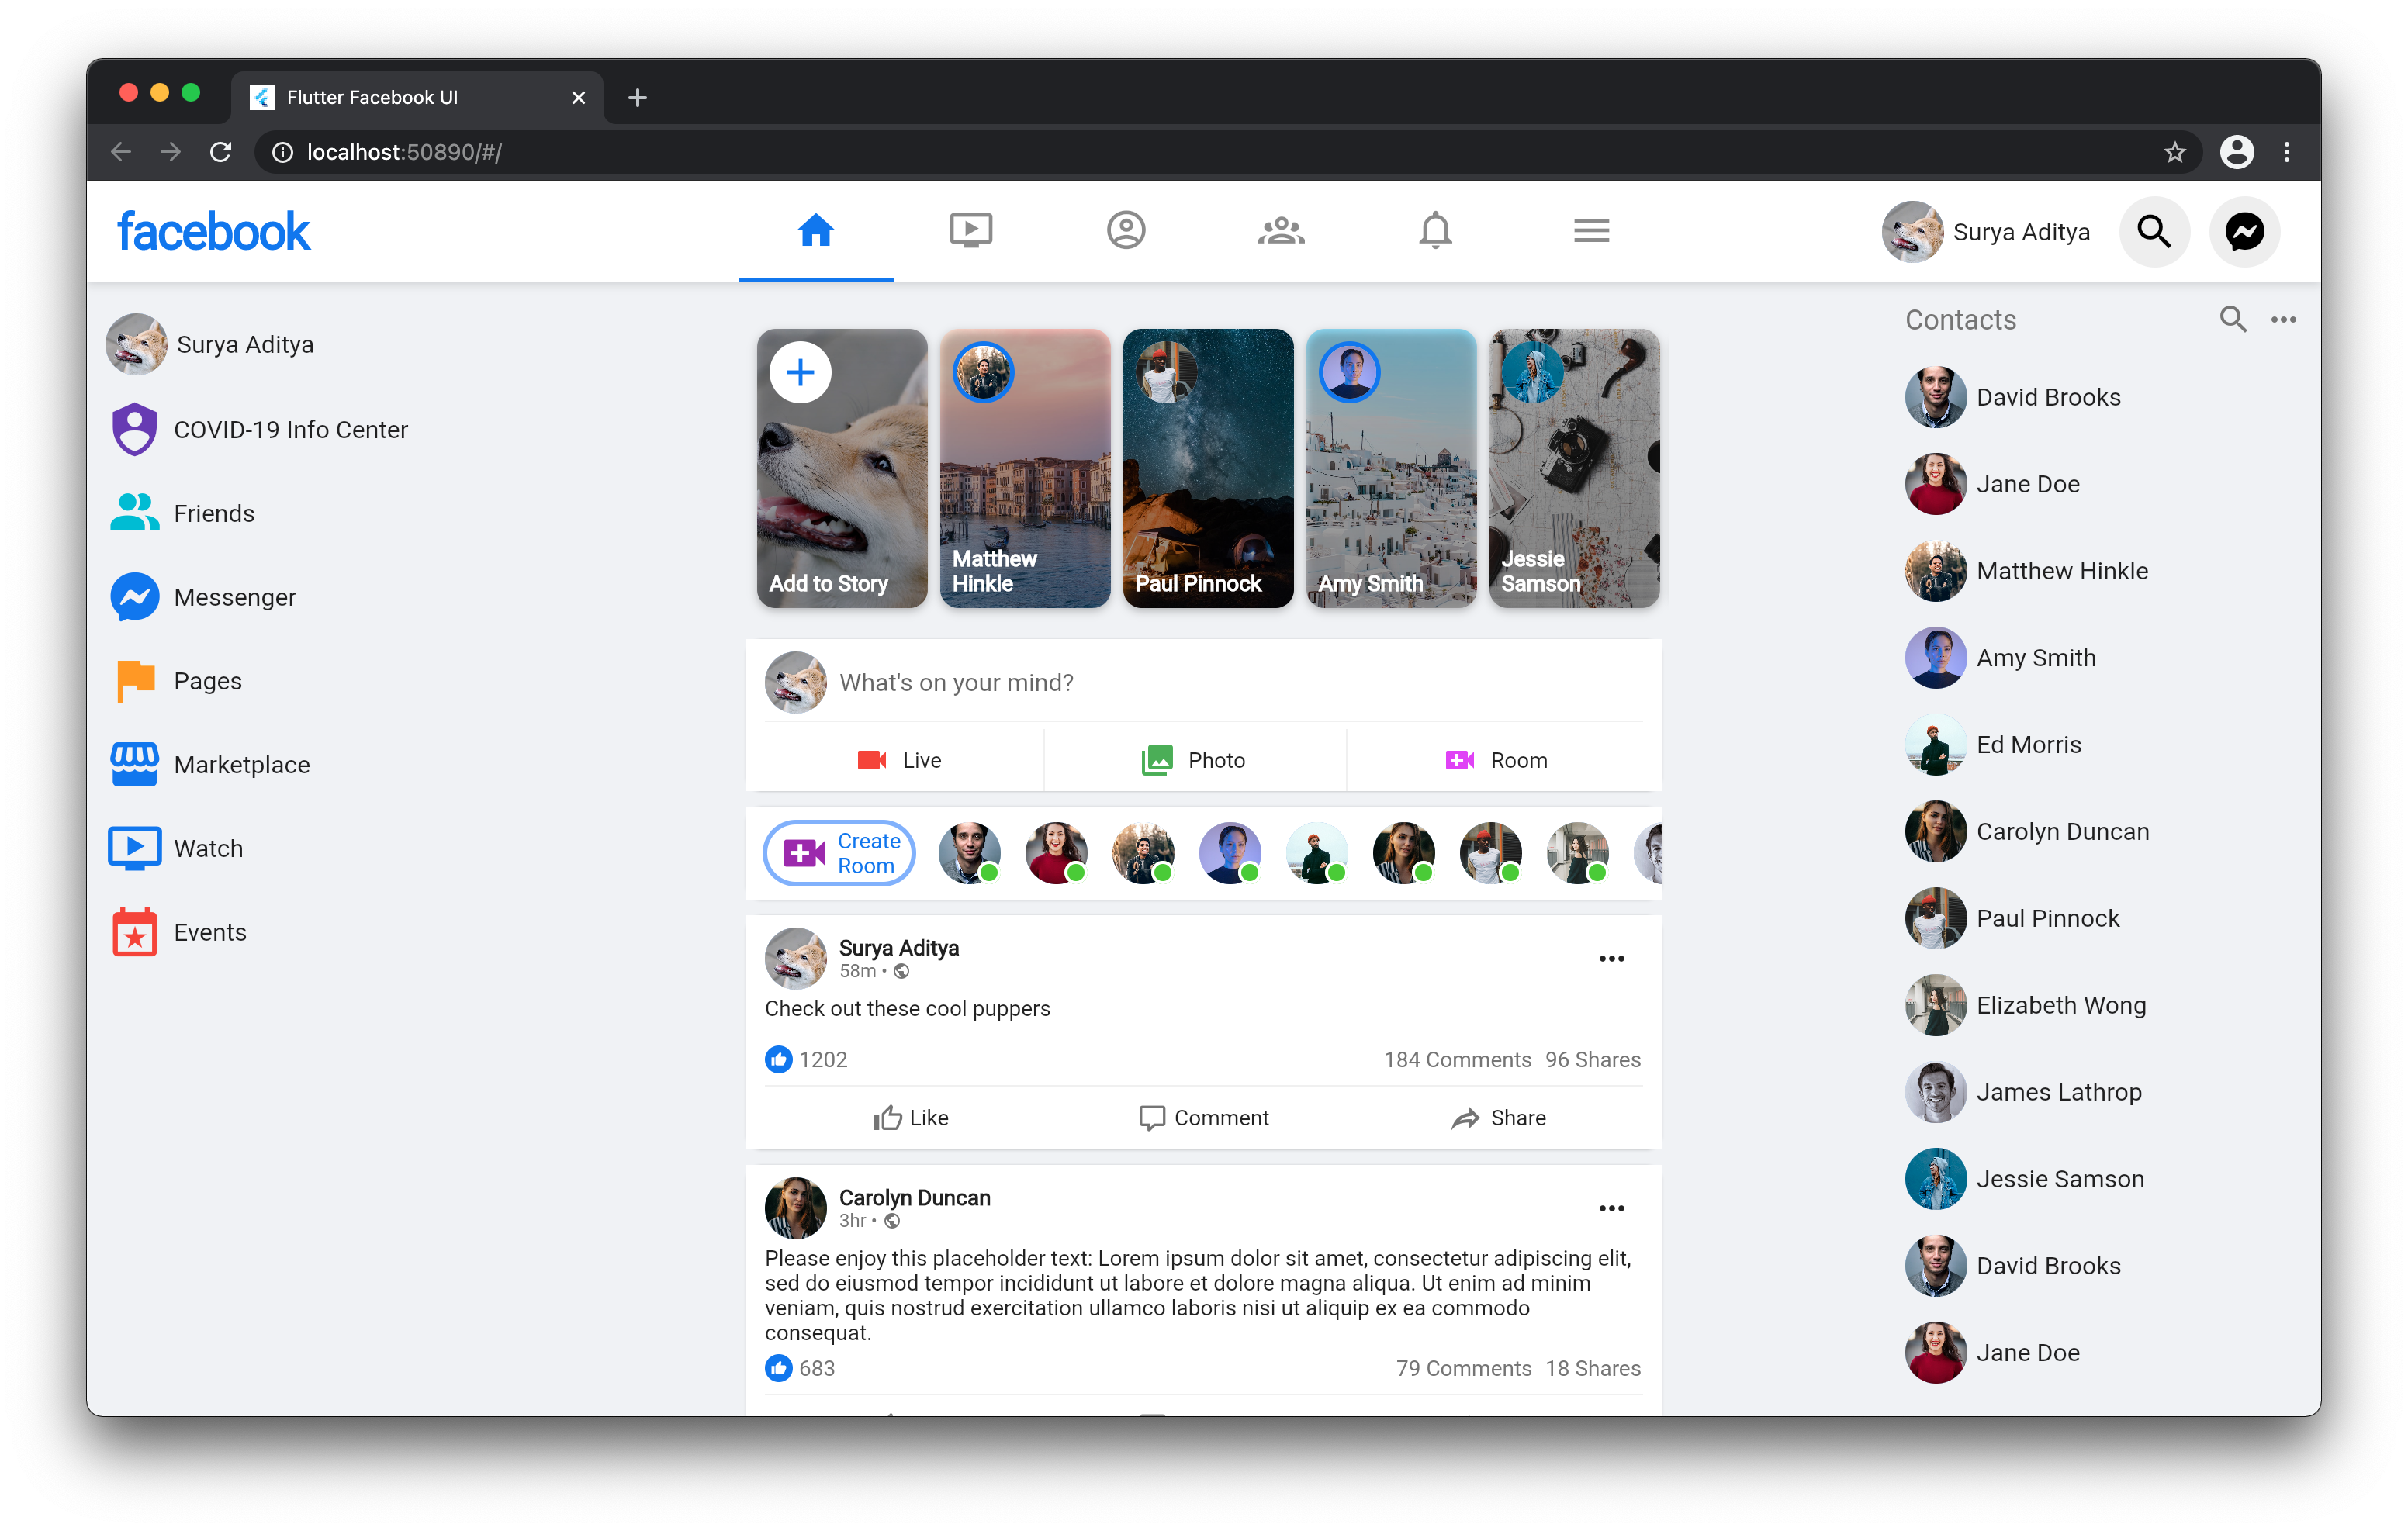 Flutter Facebook UI
localhost:50890/#/
facebook
Surya Aditya
Surya Aditya
COVID-19 Info Center
Friends
Messenger
Pages
Marketplace
Watch
Events
Add to Story
Matthew
Hinkle
Paul Pinnock
Amy Smith
Jessie
Samson
What's on your mind?
Live
Photo
Room
Create
Room
Surya Aditya
58m •
Check out these cool puppers
1202
184 Comments 96 Shares
Like
Comment
Share
Carolyn Duncan
3hr •
Please enjoy this placeholder text: Lorem ipsum dolor sit amet, consectetur adipiscing elit,
sed do eiusmod tempor incididunt ut labore et dolore magna aliqua. Ut enim ad minim
veniam, quis nostrud exercitation ullamco laboris nisi ut aliquip ex ea commodo
consequat.
683
79 Comments 18 Shares
Contacts
David Brooks
Jane Doe
Matthew Hinkle
Amy Smith
Ed Morris
Carolyn Duncan
Paul Pinnock
Elizabeth Wong
James Lathrop
Jessie Samson
David Brooks
Jane Doe